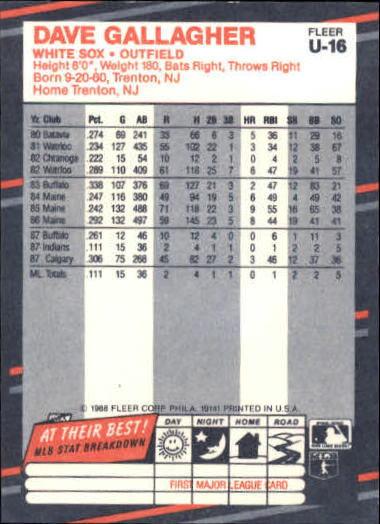 DAVE GALLAGHER
FLEER
U-16
WHITE SOX • OUTFIELD
Height 6'0", Weight 180, Bats Right, Throws Right
Born 9-20-60, Trenton, NJ
Home Trenton, NJ
Yr. Club Pct. G AB R H 2B 3B HR RBI SB BB SO
80 Batavia .274 69 241 33 66 6 3 5 36 11 29 16
81 Watrloo .234 127 435 55 102 22 1 3 34 12 38 67
82 Chtanoga .222 15 54 10 12 2 1 0 4 2 5 8
82 Watrloo .289 110 409 61 118 25 7 6 47 19 41 57
83 Buffalo .338 107 376 69 127 21 3 2 47 12 83 21
84 Maine .247 116 380 49 94 19 5 6 49 4 49 42
85 Maine .242 132 488 71 118 22 3 9 55 16 65 38
86 Maine .292 132 497 59 145 23 5 8 44 19 41 41
87 Buffalo .261 12 46 10 12 4 0 0 6 1 11 3
87 Indians .111 15 36 2 4 1 1 0 1 2 2 5
87 Calgary .306 75 268 45 82 27 2 3 46 12 37 36
ML Totals .111 15 36 2 4 1 1 0 1 2 2 5
© 1988 FLEER CORP. PHILA. 19141 PRINTED IN U.S.A.
AT THEIR BEST!
MLB STAT BREAKDOWN
DAY NIGHT HOME ROAD
FIRST MAJOR LEAGUE CARD